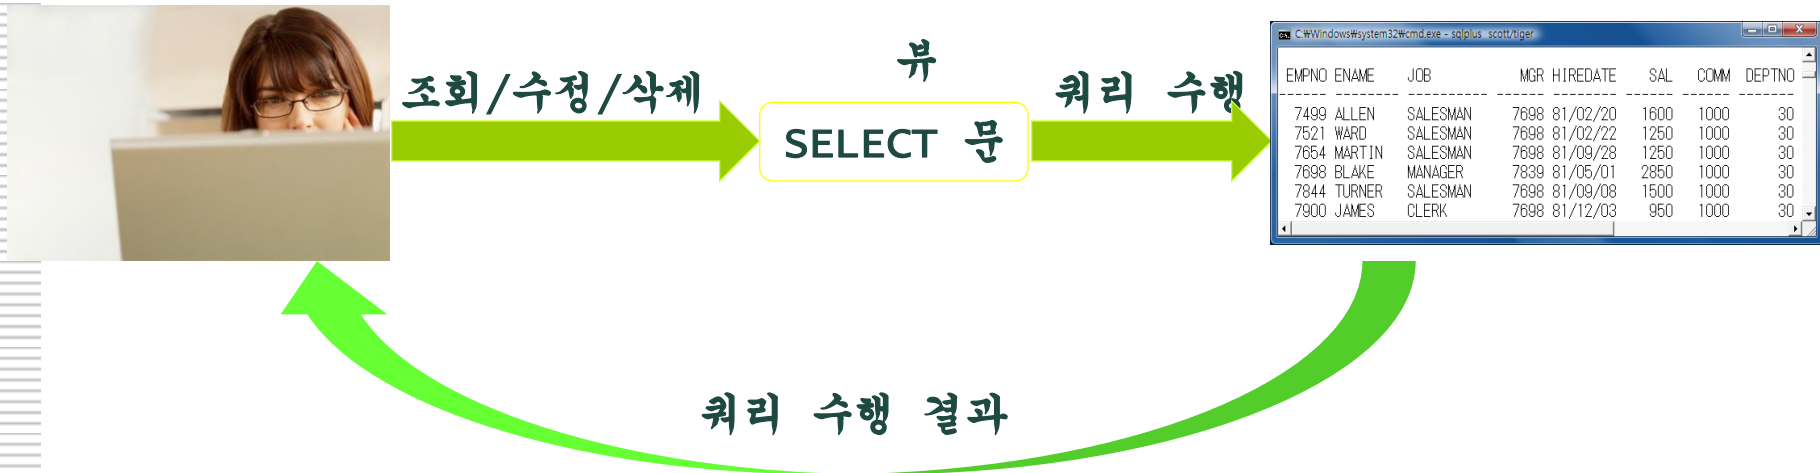 조회/수정/삭제
뷰
SELECT 문
쿼리 수행
C:₩Windows₩system32₩cmd.exe - sqlplus scott/tiger
EMPNO ENAME JOB MGR HIREDATE SAL COMM DEPTNO
------ ---------- ----------- ------ -------- ------ ------ ------
7499 ALLEN SALESMAN 7698 81/02/20 1600 1000 30
7521 WARD SALESMAN 7698 81/02/22 1250 1000 30
7654 MARTIN SALESMAN 7698 81/09/28 1250 1000 30
7698 BLAKE MANAGER 7839 81/05/01 2850 1000 30
7844 TURNER SALESMAN 7698 81/09/08 1500 1000 30
7900 JAMES CLERK 7698 81/12/03 950 1000 30
쿼리 수행 결과